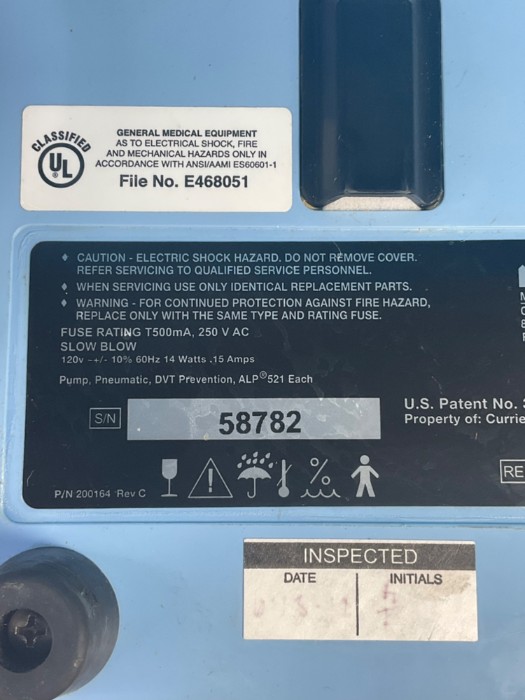 CLASSIFIED
UL
GENERAL MEDICAL EQUIPMENT
AS TO ELECTRICAL SHOCK, FIRE
AND MECHANICAL HAZARDS ONLY IN
ACCORDANCE WITH ANSI/AAMI ES60601-1
File No. E468051
CAUTION - ELECTRIC SHOCK HAZARD. DO NOT REMOVE COVER.
REFER SERVICING TO QUALIFIED SERVICE PERSONNEL.
WHEN SERVICING USE ONLY IDENTICAL REPLACEMENT PARTS.
WARNING - FOR CONTINUED PROTECTION AGAINST FIRE HAZARD,
REPLACE ONLY WITH THE SAME TYPE AND RATING FUSE.
FUSE RATING T500mA, 250 V AC
SLOW BLOW
120v ~+/- 10% 60Hz 14 Watts .15 Amps
Pump, Pneumatic, DVT Prevention, ALP®521 Each
U.S. Patent No.
S/N 58782
Property of: Currie
RE
P/N 200164 Rev C
%
INSPECTED
DATE INITIALS